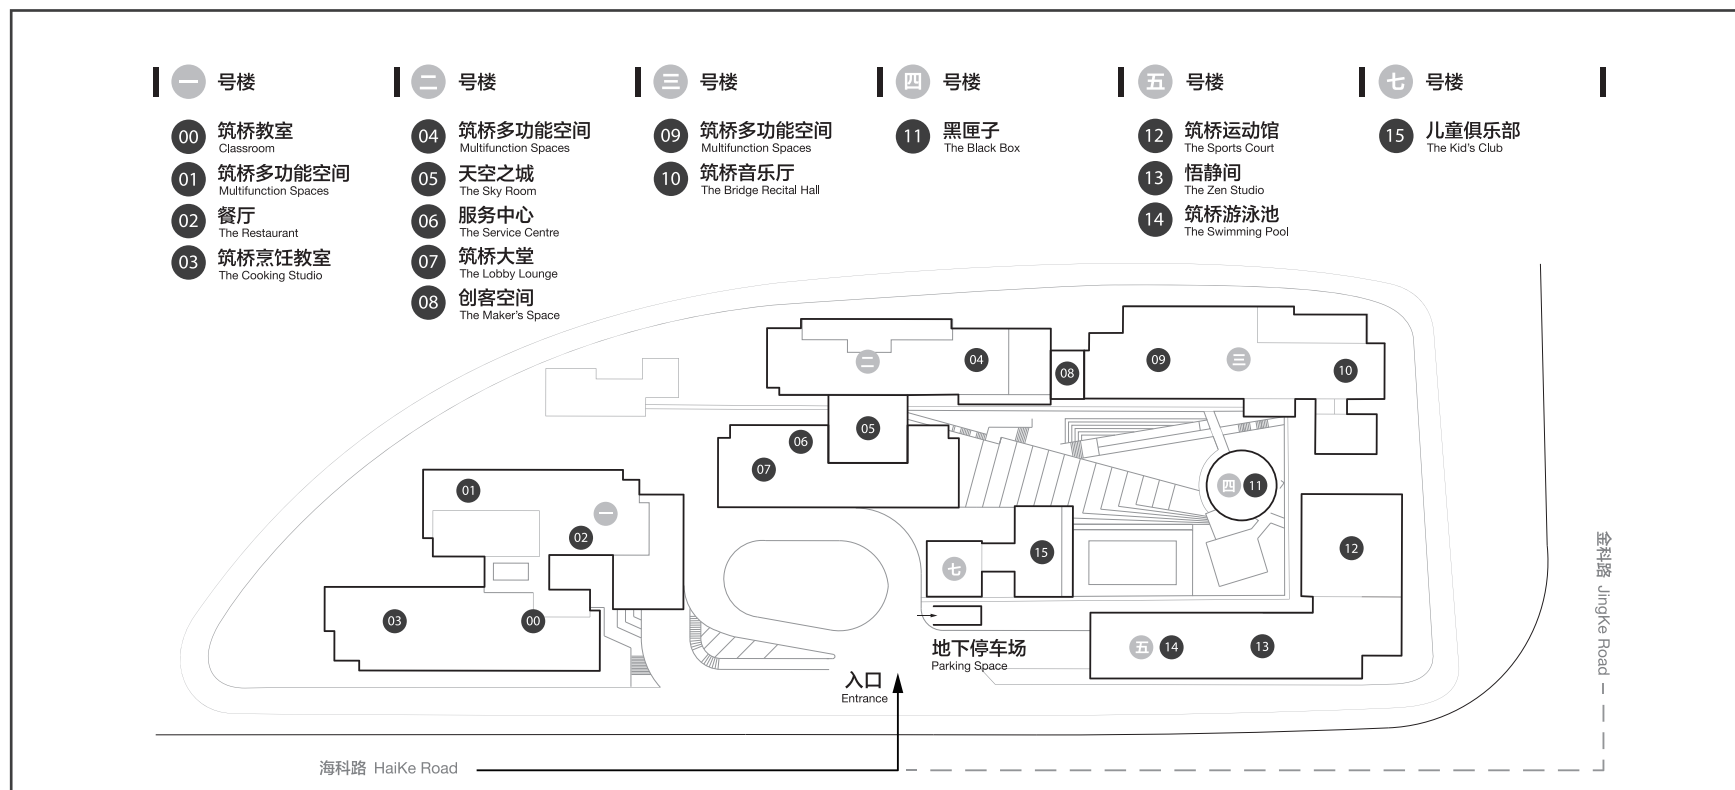 一 号楼
00 筑桥教室
Classroom
01 筑桥多功能空间
Multifunction Spaces
02 餐厅
The Restaurant
03 筑桥烹饪教室
The Cooking Studio
二 号楼
04 筑桥多功能空间
Multifunction Spaces
05 天空之城
The Sky Room
06 服务中心
The Service Centre
07 筑桥大堂
The Lobby Lounge
08 创客空间
The Maker's Space
三 号楼
09 筑桥多功能空间
Multifunction Spaces
10 筑桥音乐厅
The Bridge Recital Hall
四 号楼
11 黑匣子
The Black Box
五 号楼
12 筑桥运动馆
The Sports Court
13 悟静间
The Zen Studio
14 筑桥游泳池
The Swimming Pool
七 号楼
15 儿童俱乐部
The Kid's Club
二
04
08
09
三
10
05
06
07
01
一
02
四
11
12
15
七
03
00
五
14
13
地下停车场
Parking Space
入口
Entrance
海科路 HaiKe Road
金科路 JingKe Road